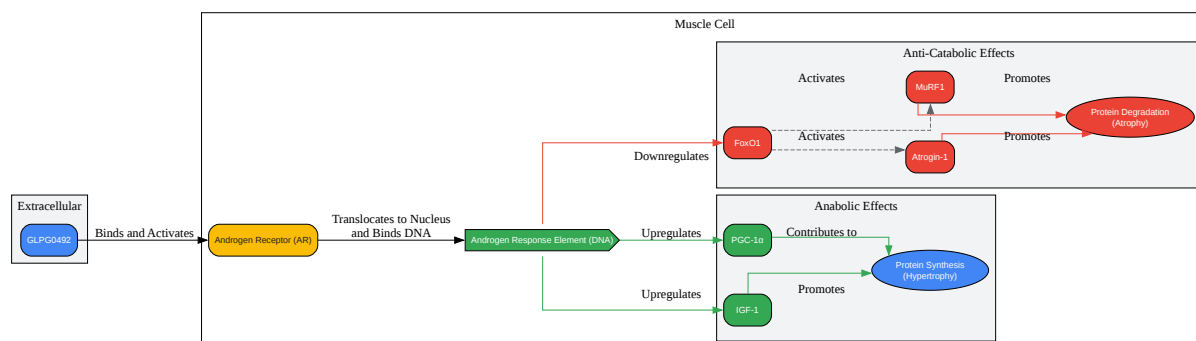 Muscle Cell
Anti-Catabolic Effects
Activates
Promotes
MuRF1
Protein Degradation
(Atrophy)
Activates
Promotes
FoxO1
Downregulates
Atrogin-1
Extracellular
GLPG0492
Binds and Activates
Androgen Receptor (AR)
Translocates to Nucleus
and Binds DNA
Androgen Response Element (DNA)
Upregulates
Anabolic Effects
PGC-1α
Contributes to
Protein Synthesis
(Hypertrophy)
Upregulates
Promotes
IGF-1